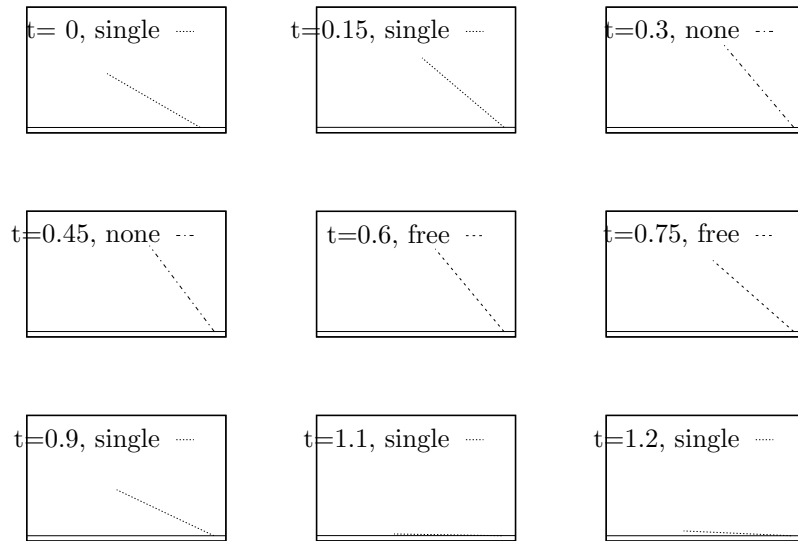 t= 0, single
t=0.15, single
t=0.3, none
t=0.45, none
t=0.6, free
t=0.75, free
t=0.9, single
t=1.1, single
t=1.2, single